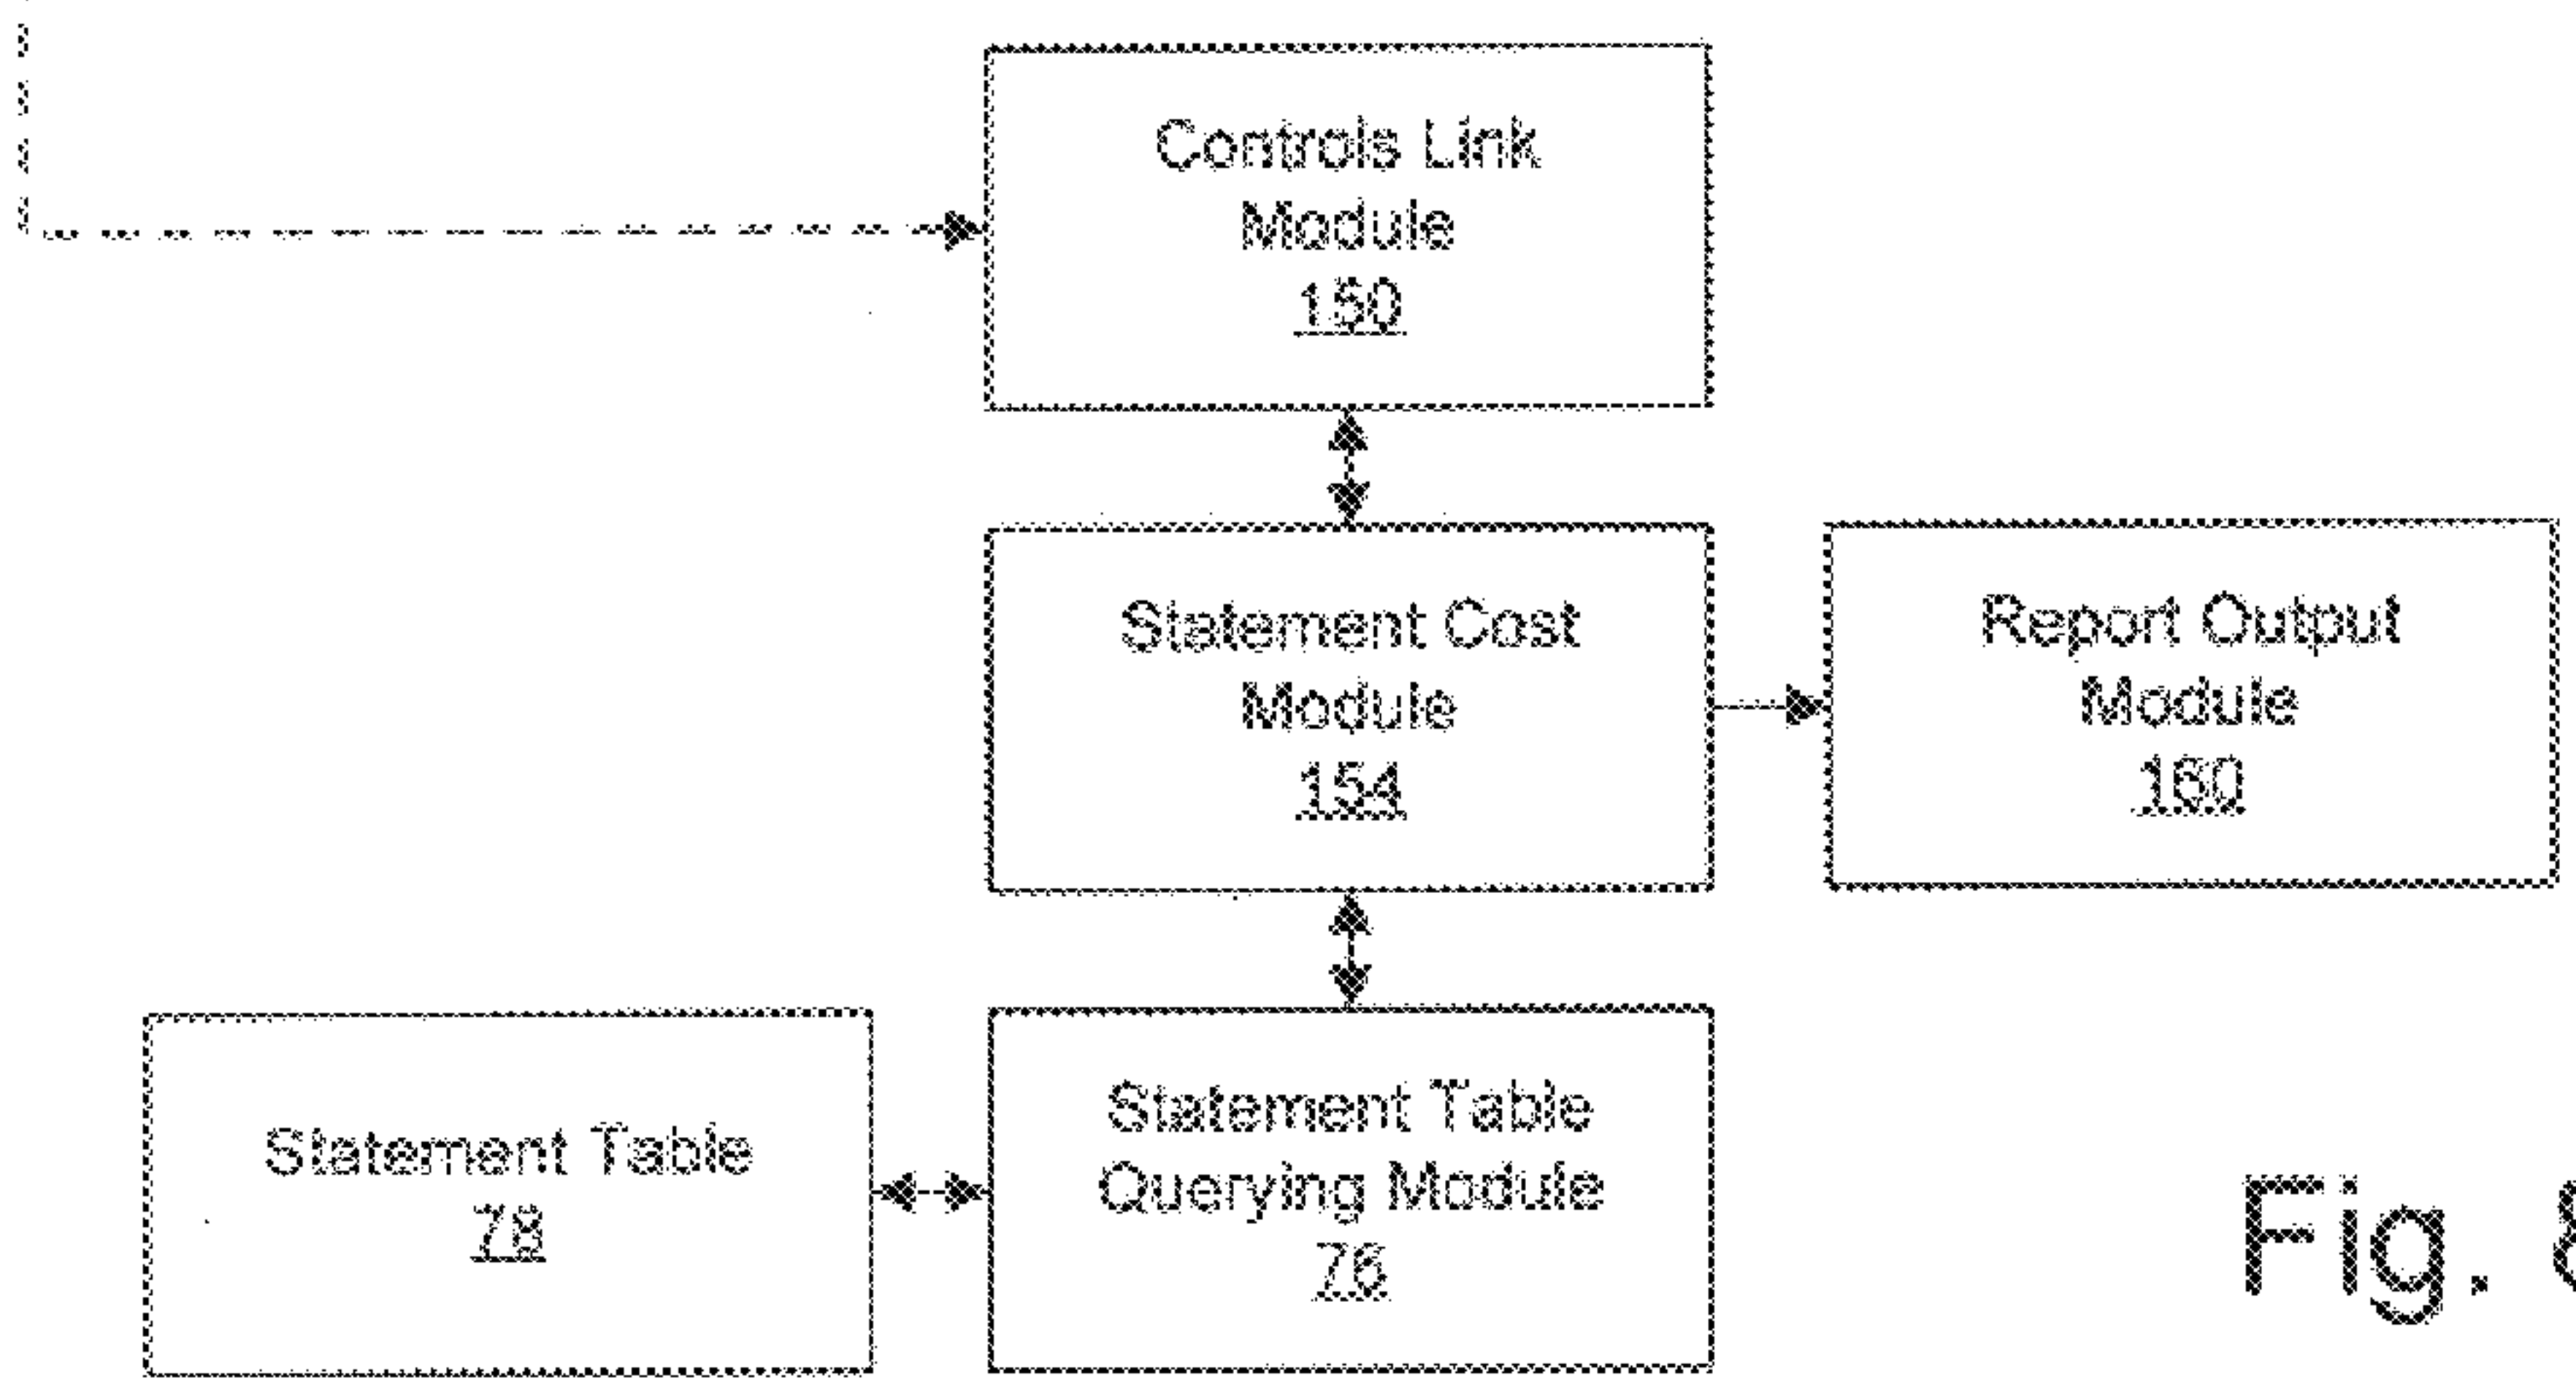 Controls Link
Module
150
Statement Cost
Module
154
Report Output
Module
160
Statement Table
78
Statement Table
Querying Module
76
Fig. 8